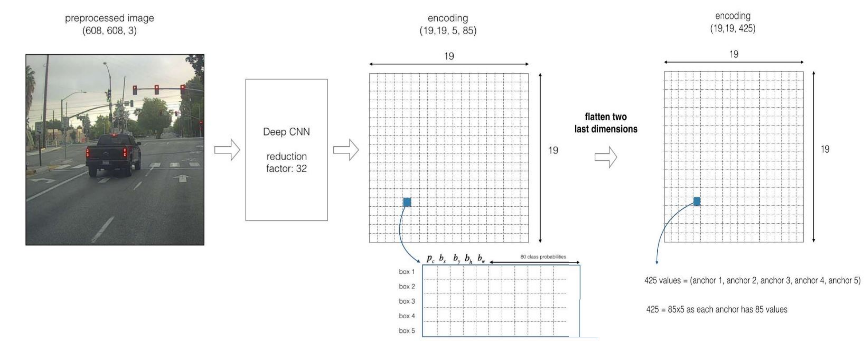 preprocessed image
(608, 608, 3)
Deep CNN
reduction
factor: 32
encoding
(19,19, 5, 85)
19
19
p_c b_x b_y b_h b_w
80 class probabilities
box 1
box 2
box 3
box 4
box 5
flatten two
last dimensions
encoding
(19,19, 425)
19
19
425 values = (anchor 1, anchor 2, anchor 3, anchor 4, anchor 5)
425 = 85x5 as each anchor has 85 values